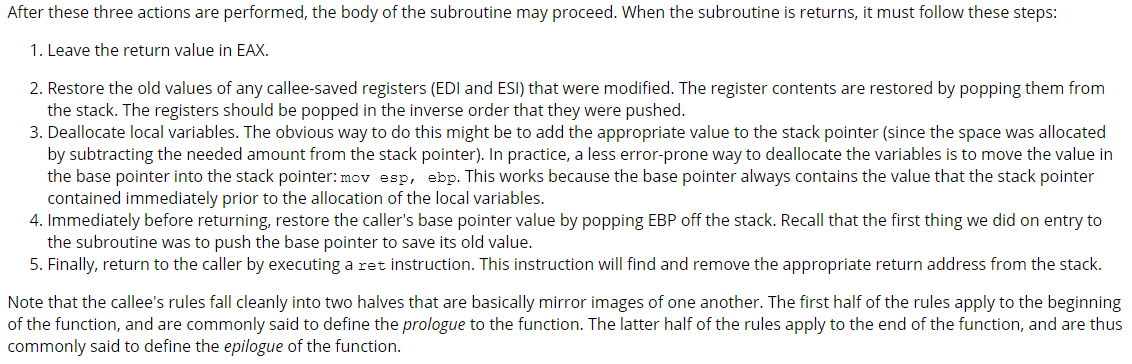 After these three actions are performed, the body of the subroutine may proceed. When the subroutine is returns, it must follow these steps:
1. Leave the return value in EAX.
2. Restore the old values of any callee-saved registers (EDI and ESI) that were modified. The register contents are restored by popping them from
the stack. The registers should be popped in the inverse order that they were pushed.
3. Deallocate local variables. The obvious way to do this might be to add the appropriate value to the stack pointer (since the space was allocated
by subtracting the needed amount from the stack pointer). In practice, a less error-prone way to deallocate the variables is to move the value in
the base pointer into the stack pointer: mov esp, ebp. This works because the base pointer always contains the value that the stack pointer
contained immediately prior to the allocation of the local variables.
4. Immediately before returning, restore the caller's base pointer value by popping EBP off the stack. Recall that the first thing we did on entry to
the subroutine was to push the base pointer to save its old value.
5. Finally, return to the caller by executing a ret instruction. This instruction will find and remove the appropriate return address from the stack.
Note that the callee's rules fall cleanly into two halves that are basically mirror images of one another. The first half of the rules apply to the beginning
of the function, and are commonly said to define the prologue to the function. The latter half of the rules apply to the end of the function, and are thus
commonly said to define the epilogue of the function.